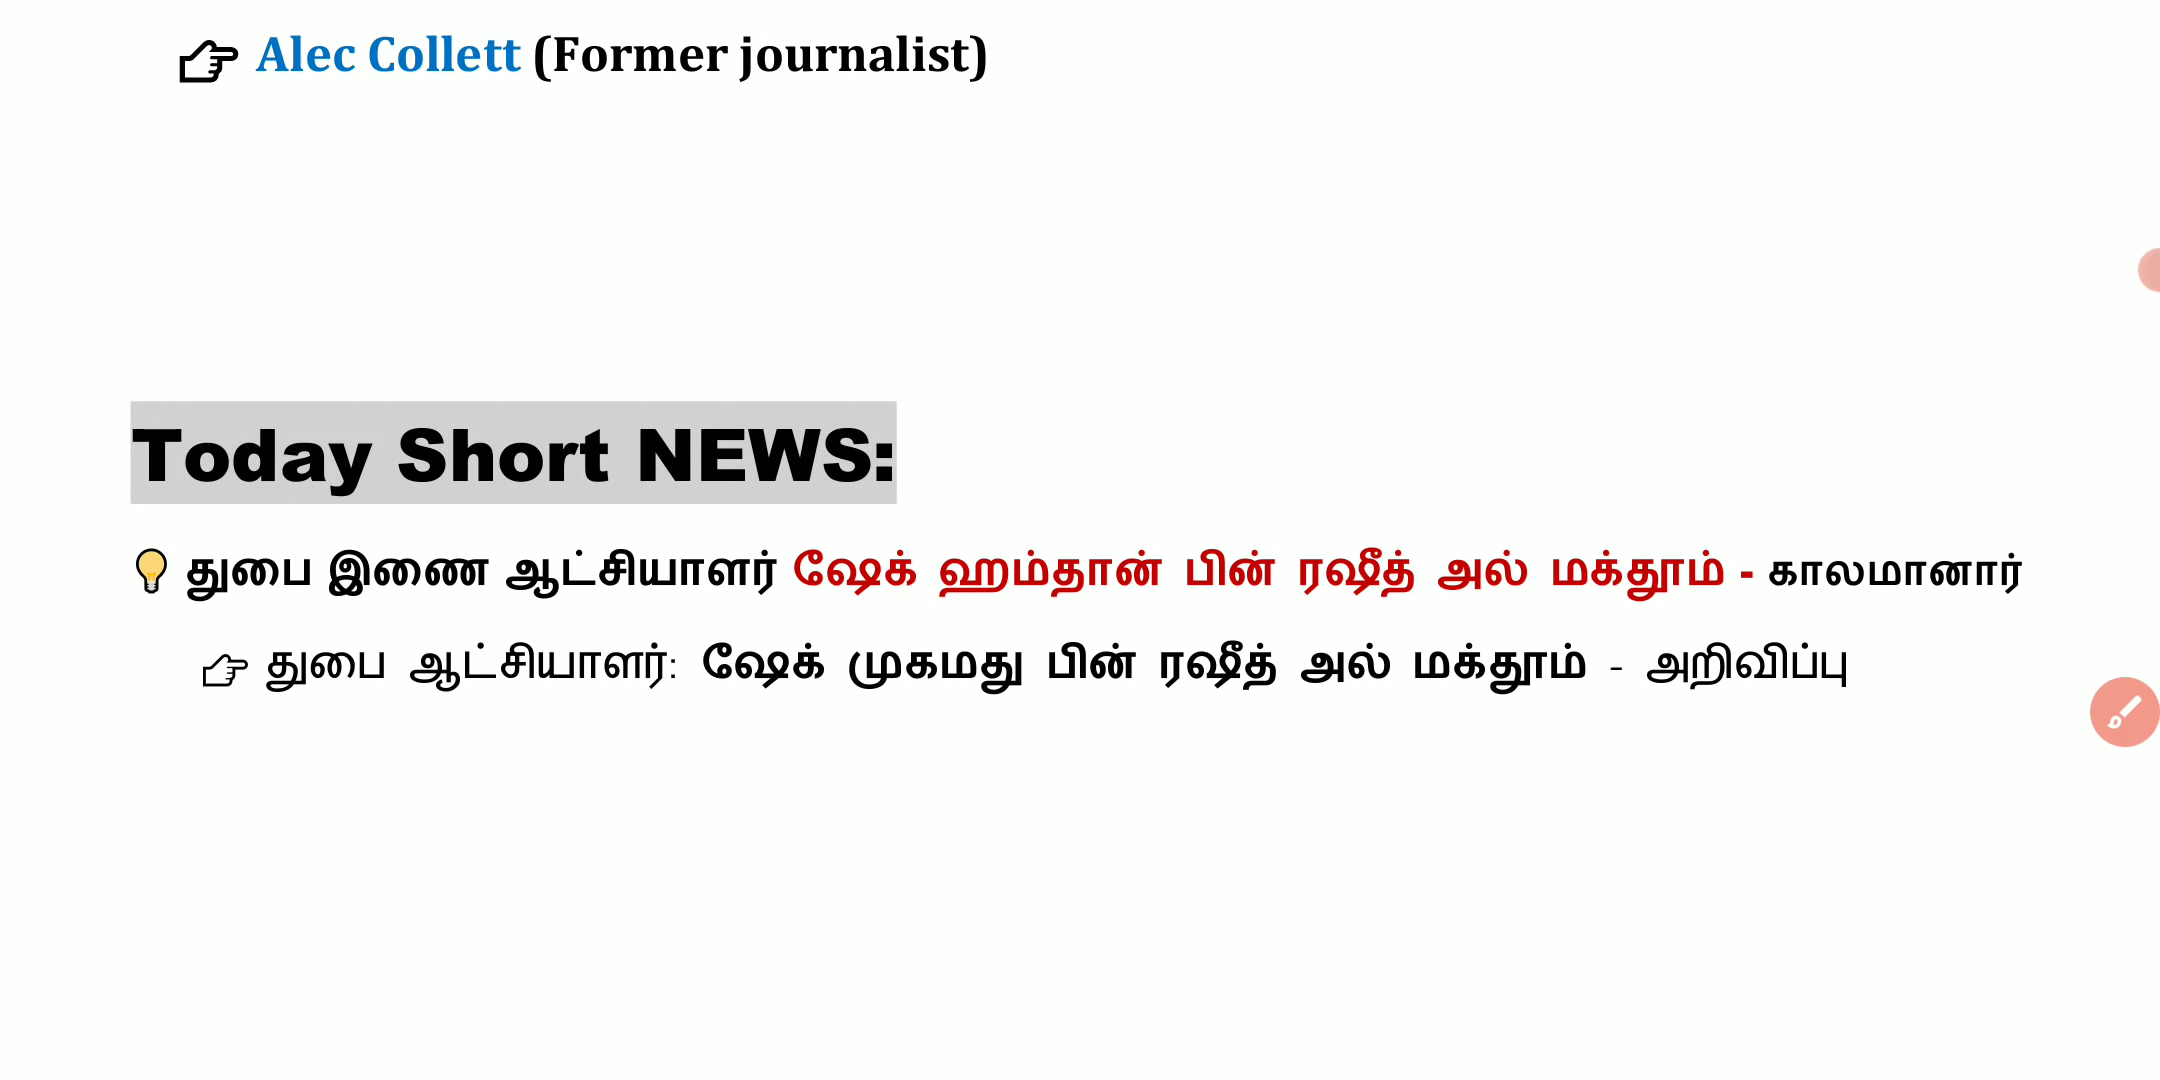 Alec Collett (Former journalist)
Today Short NEWS:
துபை இணை ஆட்சியாளர் ஷேக் ஹம்தான் பின் ரஷீத் அல் மக்தூம் - காலமானார்
துபை ஆட்சியாளர்: ஷேக் முகமது பின் ரஷீத் அல் மக்தூம் - அறிவிப்பு